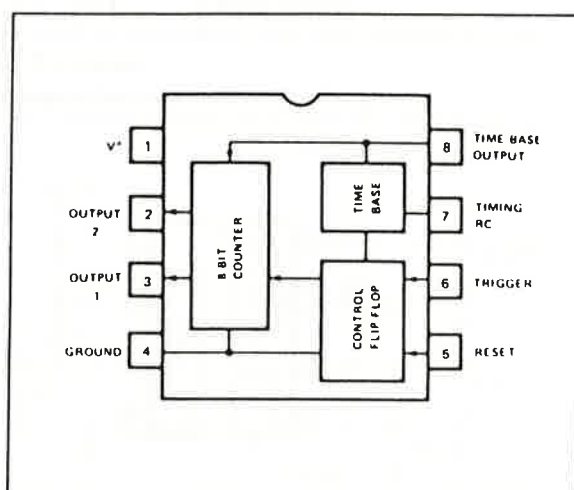 V+
1
OUTPUT
2
2
OUTPUT
1
3
GROUND
4
8 BIT
COUNTER
TIME
BASE
CONTROL
FLIP FLOP
8
TIME BASE
OUTPUT
7
TIMING
RC
6
TRIGGER
5
RESET